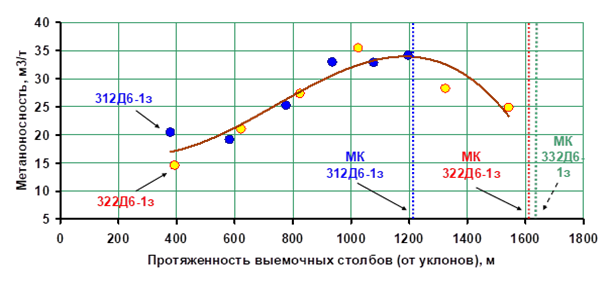 Метаноносность, м3/т
40
35
30
25
20
15
10
5
312Д6-1з
322Д6-1з
МК
312Д6-1з
МК
322Д6-1з
МК
332Д6-
1з
0 200 400 600 800 1000 1200 1400 1600 1800
Протяженность выемочных столбов (от уклонов), м